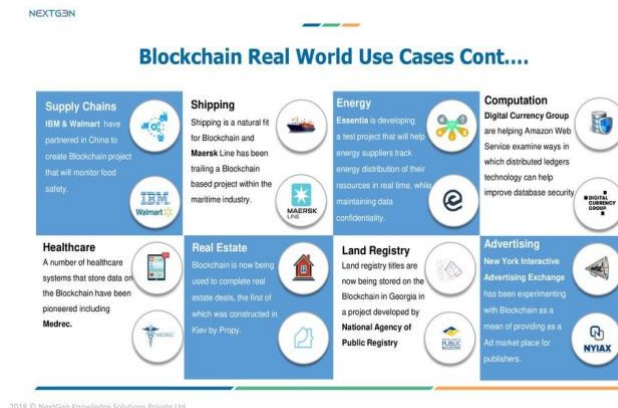 NEXTGEN
Blockchain Real World Use Cases Cont....
Supply Chains
IBM & Walmart have
partnered in China to
create Blockchain project
that will monitor food
safety.
IBM
Walmart
Shipping
Shipping is a natural fit
for Blockchain and
Maersk Line has been
trailing a Blockchain
based project within the
maritime industry.
MAERSK
LINE
Energy
Essentia is developing
a test project that will help
energy suppliers track
energy distribution of their
resources in real time, while
maintaining data
confidentiality.
Computation
Digital Currency Group
are helping Amazon Web
Service examine ways in
which distributed ledgers
technology can help
improve database security
DIGITAL
CURRENCY
GROUP
Healthcare
A number of healthcare
systems that store data on
the Blockchain have been
pioneered including
Medrec.
MEDREC
Real Estate
Blockchain is now being
used to complete real
estate deals, the first of
which was constructed in
Kiev by Propy.
Land Registry
Land registry titles are
now being stored on the
Blockchain in Georgia in
a project developed by
National Agency of
Public Registry
PUBLIC
Advertising
New York Interactive
Advertising Exchange
has been experimenting
with Blockchain as a
mean of providing as a
Ad market place for
publishers.
NYIAX
2018 © NextGen Knowledge Solutions Private Ltd